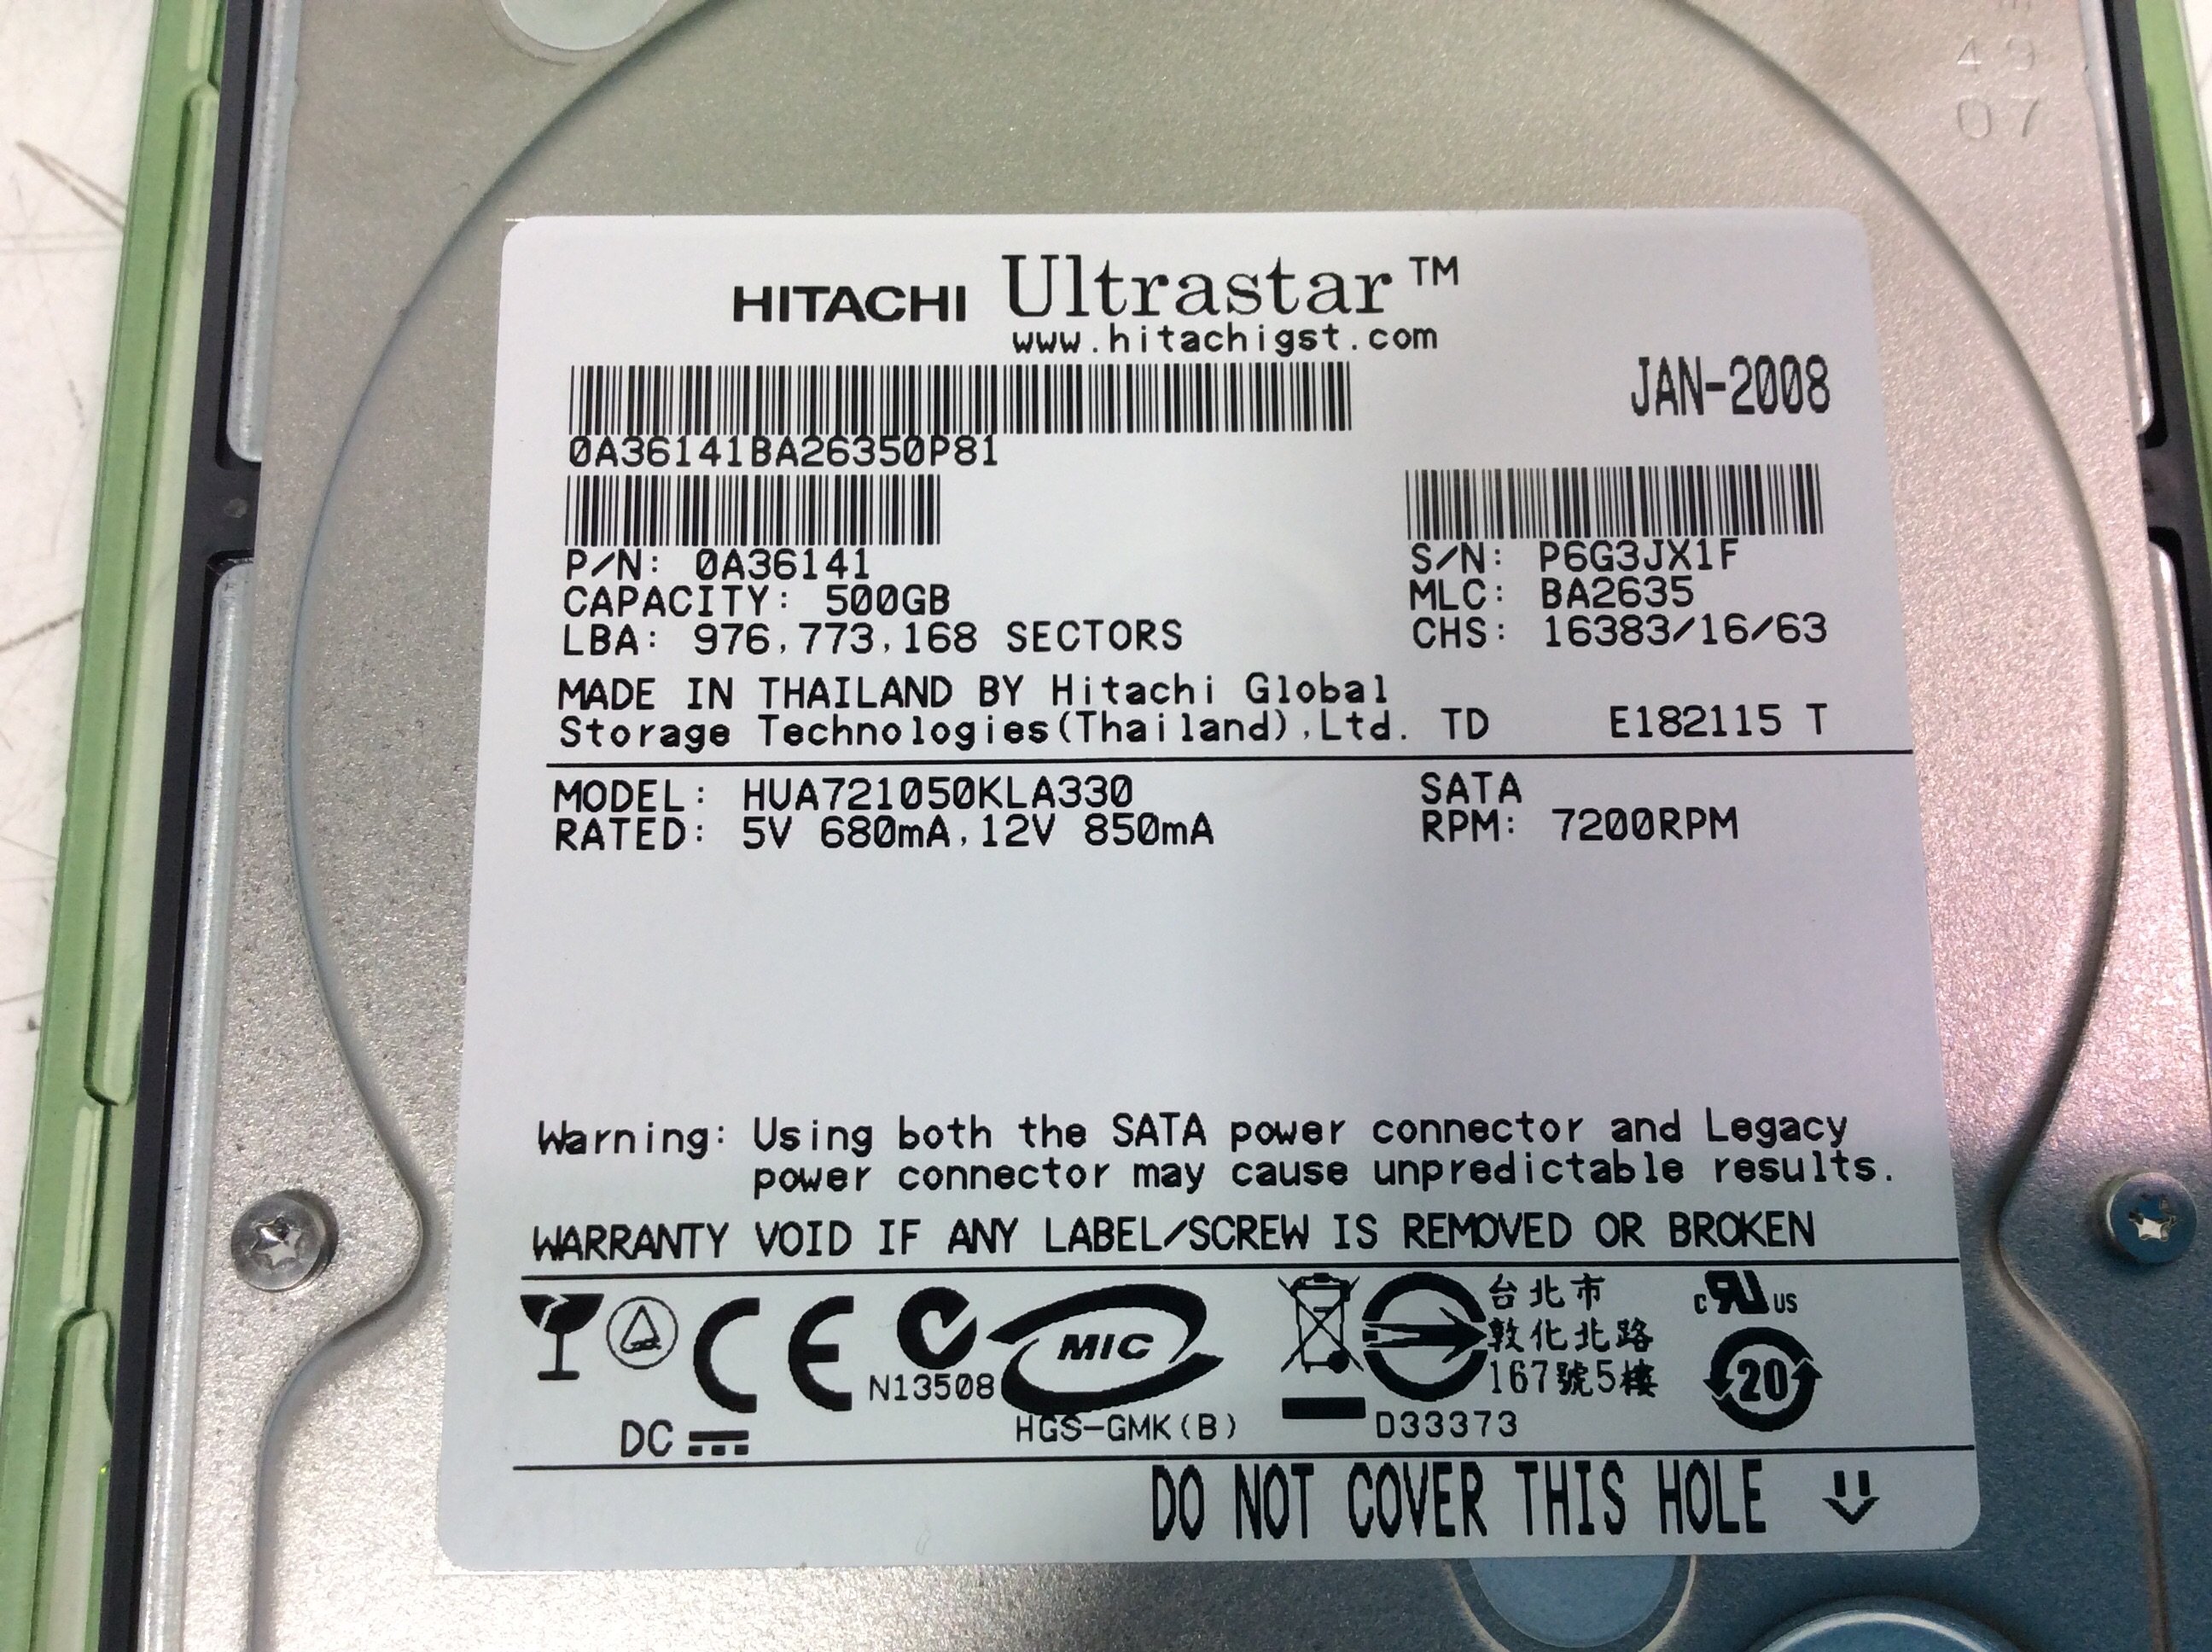 49
07
HITACHI Ultrastar™
www.hitachigst.com
JAN-2008
0A36141BA26350P81
P/N: 0A36141
S/N: P6G3JX1F
CAPACITY: 500GB
MLC: BA2635
LBA: 976,773,168 SECTORS
CHS: 16383/16/63
MADE IN THAILAND BY Hitachi Global
Storage Technologies(Thailand),Ltd. TD E182115 T
MODEL: HUA721050KLA330
SATA
RATED: 5V 680mA,12V 850mA
RPM: 7200RPM
Warning: Using both the SATA power connector and Legacy
power connector may cause unpredictable results.
WARRANTY VOID IF ANY LABEL/SCREW IS REMOVED OR BROKEN
CE
N13508
MIC
HGS-GMK(B)
台北市
敦化北路
167號5樓
D33373
c RU us
20
DC
DO NOT COVER THIS HOLE